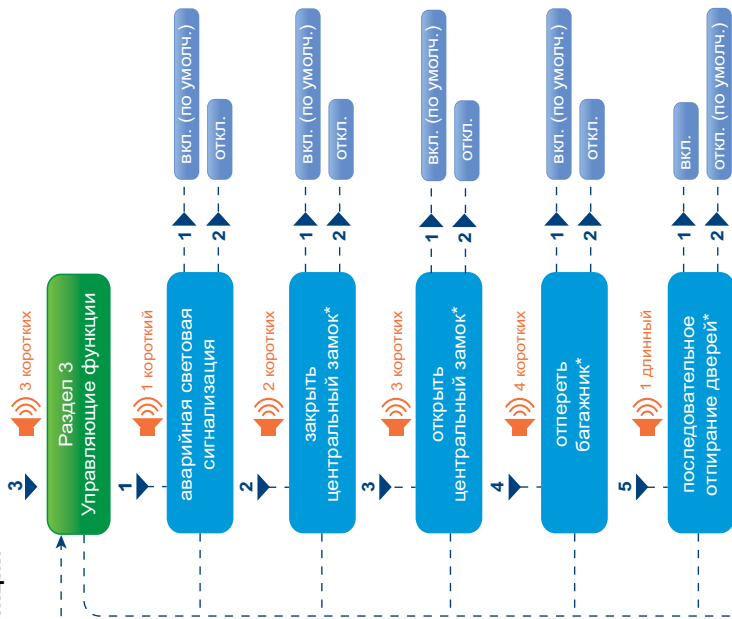 3
3 коротких
Раздел 3
Управляющие функции
1
1 короткий
аварийная световая
сигнализация
1
вкл. (по умолч.)
2
откл.
2
2 коротких
закрыть
центральный замок*
1
вкл. (по умолч.)
2
откл.
3
3 коротких
открыть
центральный замок*
1
вкл. (по умолч.)
2
откл.
4
4 коротких
отпереть
багажник*
1
вкл. (по умолч.)
2
откл.
5
1 длинный
последовательное
отпирание дверей*
1
вкл.
2
откл. (по умолч.)